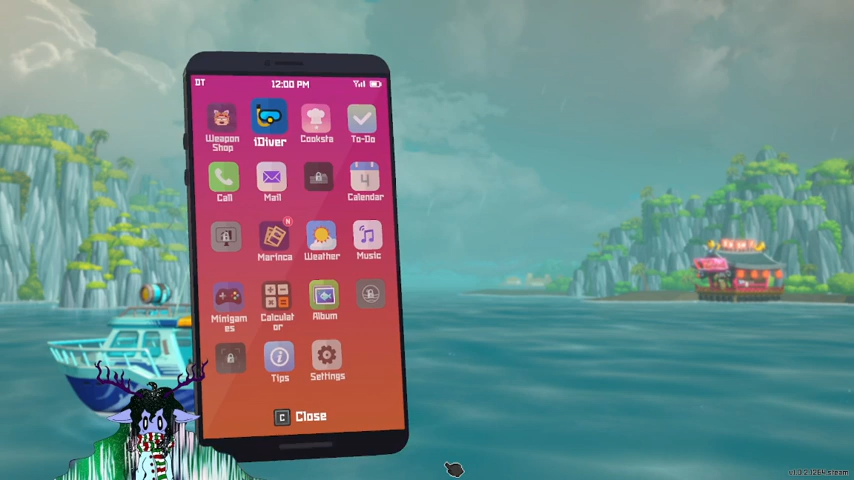 DT
12:00 PM
Weapon
Shop
iDiver
Cooksta
To-Do
Call
Mail
4
Calendar
N
Marinca
Weather
Music
Minigam
es
Calculat
or
Album
Tips
Settings
C Close